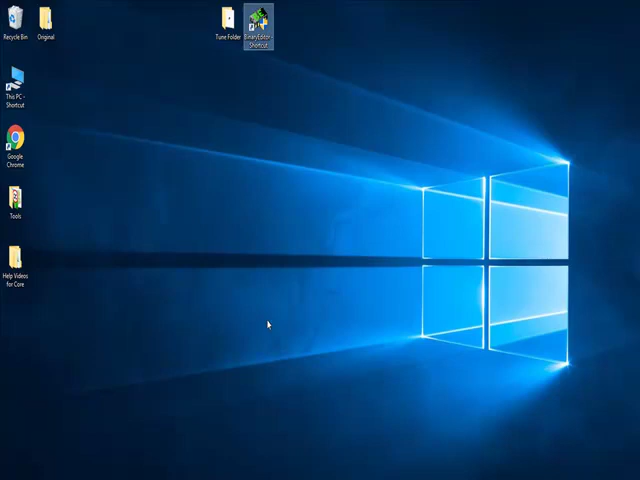 Recycle Bin
Original
Tune Folder
BinaryEditor -
Shortcut
This PC -
Shortcut
Google
Chrome
Tools
Help Videos
for Core